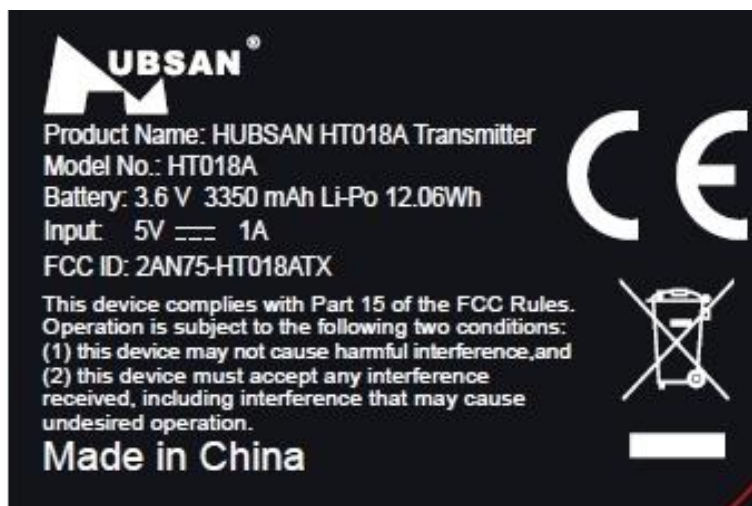 HUBSAN®
Product Name: HUBSAN HT018A Transmitter
Model No.: HT018A
Battery: 3.6 V 3350 mAh Li-Po 12.06Wh
Input: 5V 1A
FCC ID: 2AN75-HT018ATX
This device complies with Part 15 of the FCC Rules.
Operation is subject to the following two conditions:
(1) this device may not cause harmful interference,and
(2) this device must accept any interference
received, including interference that may cause
undesired operation.
Made in China
CE